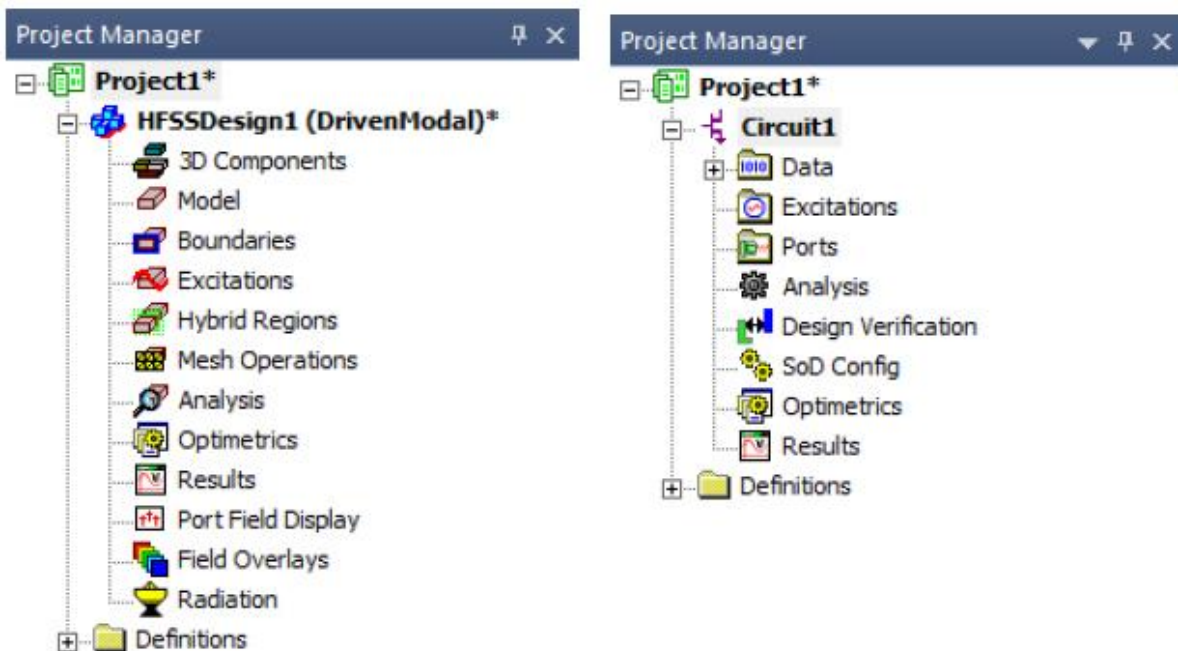 Project Manager
Project1*
HFSSDesign1 (DrivenModal)*
3D Components
Model
Boundaries
Excitations
Hybrid Regions
Mesh Operations
Analysis
Optimetrics
Results
Port Field Display
Field Overlays
Radiation
Definitions
Project Manager
Project1*
Circuit1
Data
Excitations
Ports
Analysis
Design Verification
SoD Config
Optimetrics
Results
Definitions